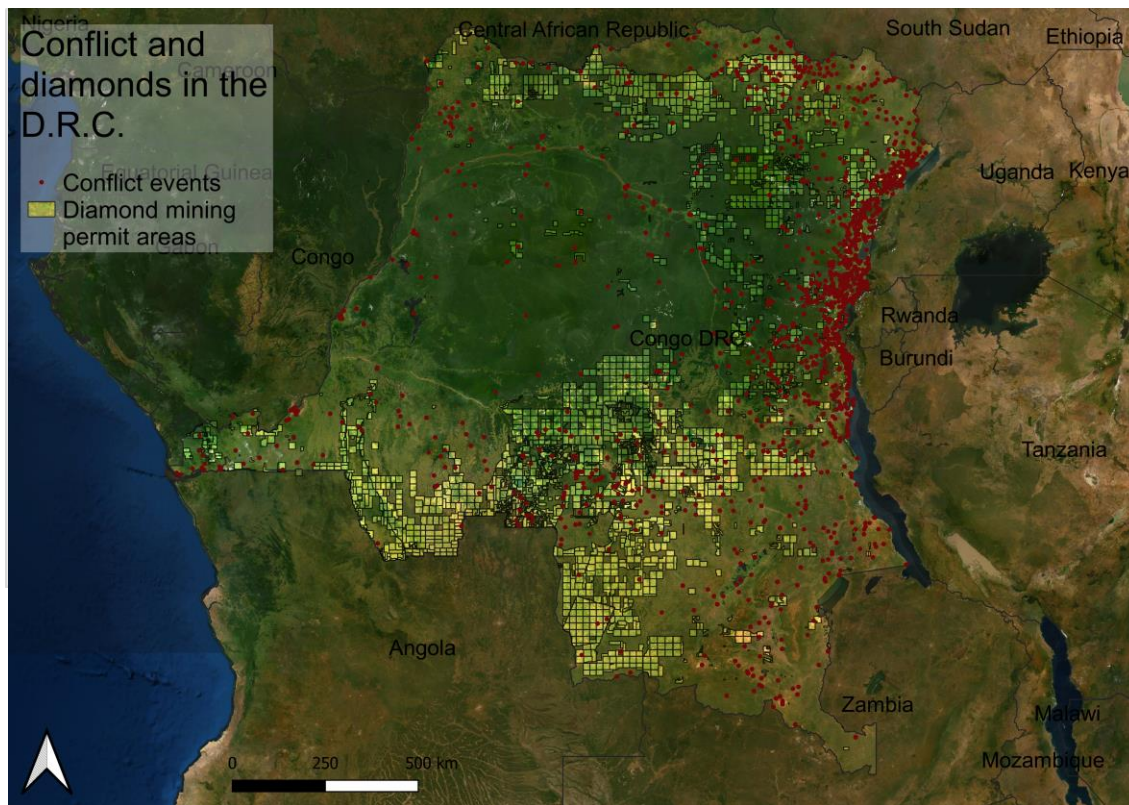 Nigeria
Conflict and
diamonds in the
D.R.C.
Cameroon
Equatorial Guinea
Conflict events
Diamond mining
permit areas
Gabon
Central African Republic
South Sudan
Ethiopia
Uganda
Kenya
Congo
Rwanda
Congo DRC
Burundi
Tanzania
Angola
Zambia
Malawi
Mozambique
0 250 500 km